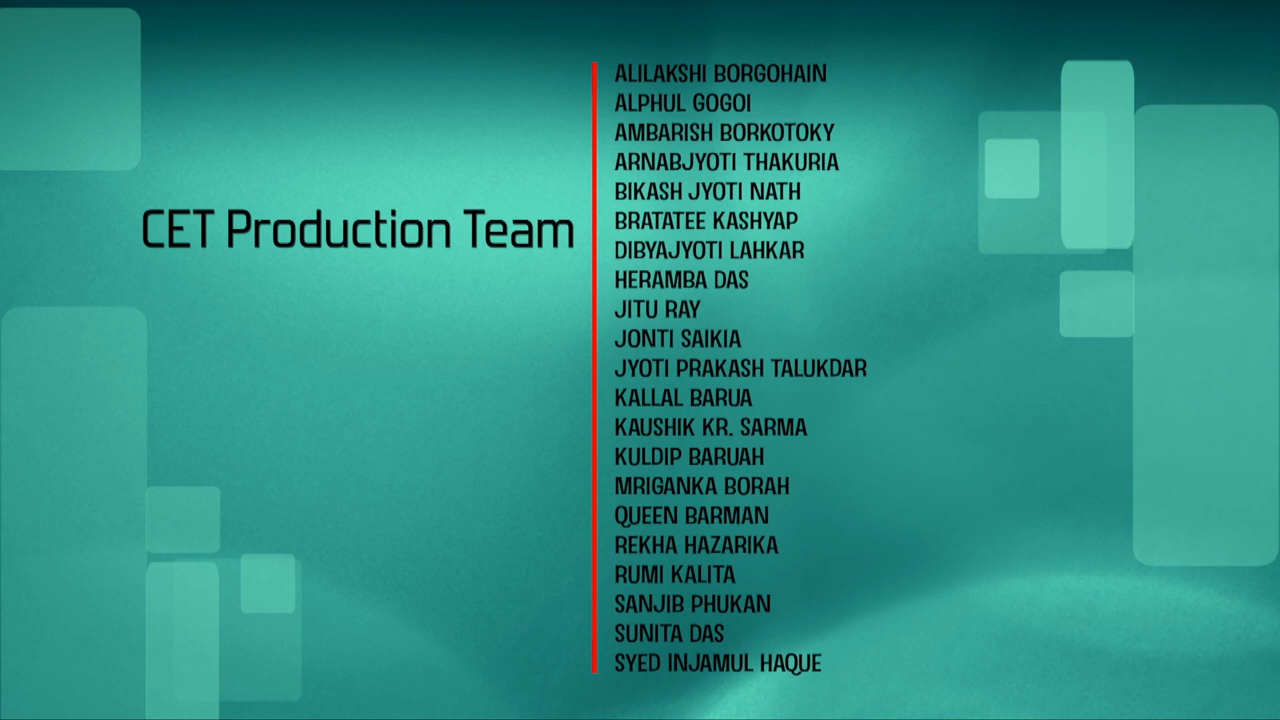 CET Production Team
ALILAKSHI BORGOHAIN
ALPHUL GOGOI
AMBARISH BORKOTOKY
ARNABJYOTI THAKURIA
BIKASH JYOTI NATH
BRATATEE KASHYAP
DIBYAJYOTI LAHKAR
HERAMBA DAS
JITU RAY
JONTI SAIKIA
JYOTI PRAKASH TALUKDAR
KALLAL BARUA
KAUSHIK KR. SARMA
KULDIP BARUAH
MRIGANKA BORAH
QUEEN BARMAN
REKHA HAZARIKA
RUMI KALITA
SANJIB PHUKAN
SUNITA DAS
SYED INJAMUL HAQUE